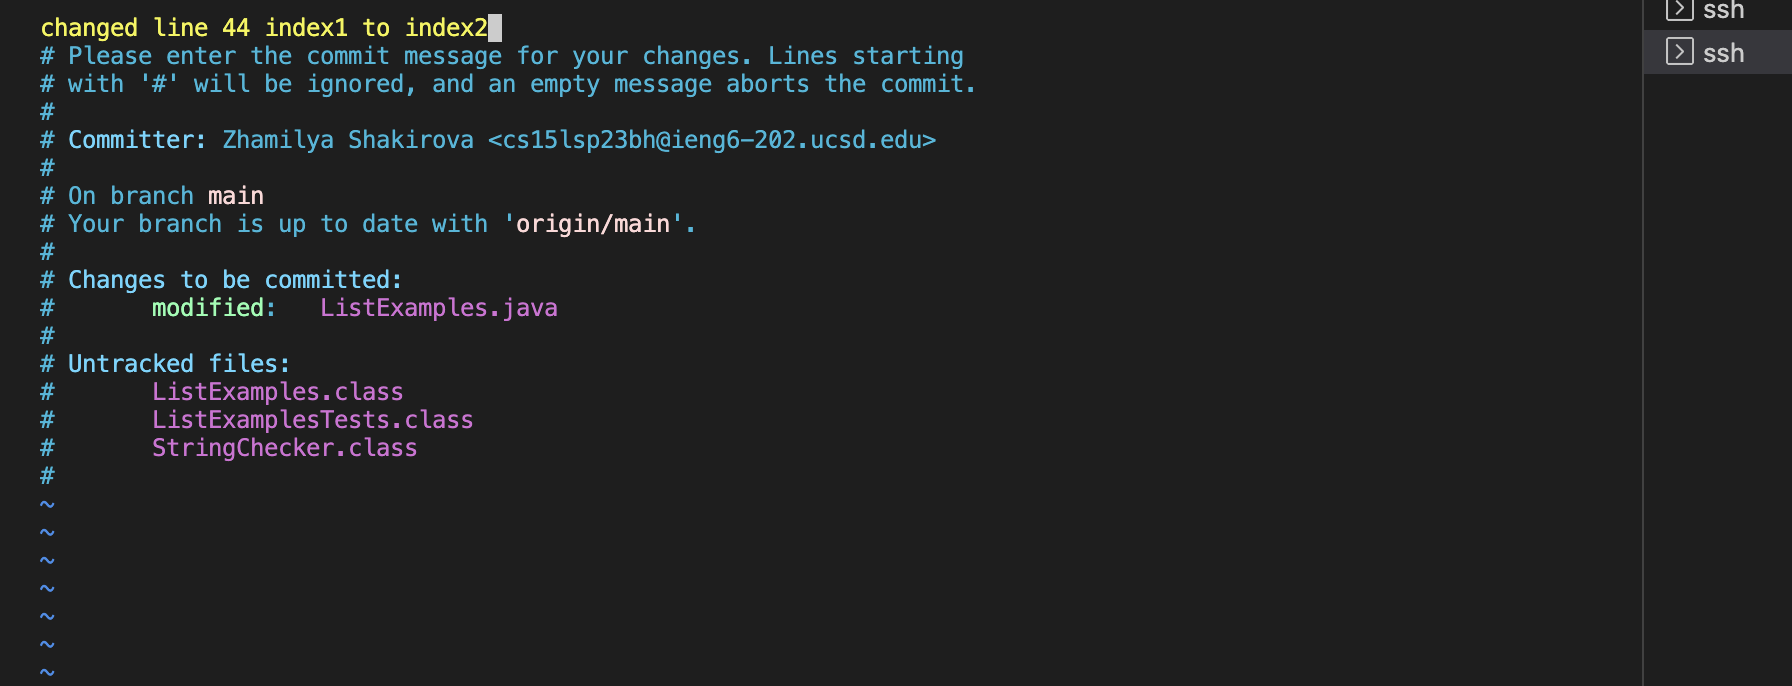 changed line 44 index1 to index2
# Please enter the commit message for your changes. Lines starting
# with '#' will be ignored, and an empty message aborts the commit.
#
# Committer: Zhamilya Shakirova <cs15lsp23bh@ieng6-202.ucsd.edu>
#
# On branch main
# Your branch is up to date with 'origin/main'.
#
# Changes to be committed:
#       modified:   ListExamples.java
#
# Untracked files:
#       ListExamples.class
#       ListExamplesTests.class
#       StringChecker.class
#
~
~
~
~
~
~
~
ssh
ssh